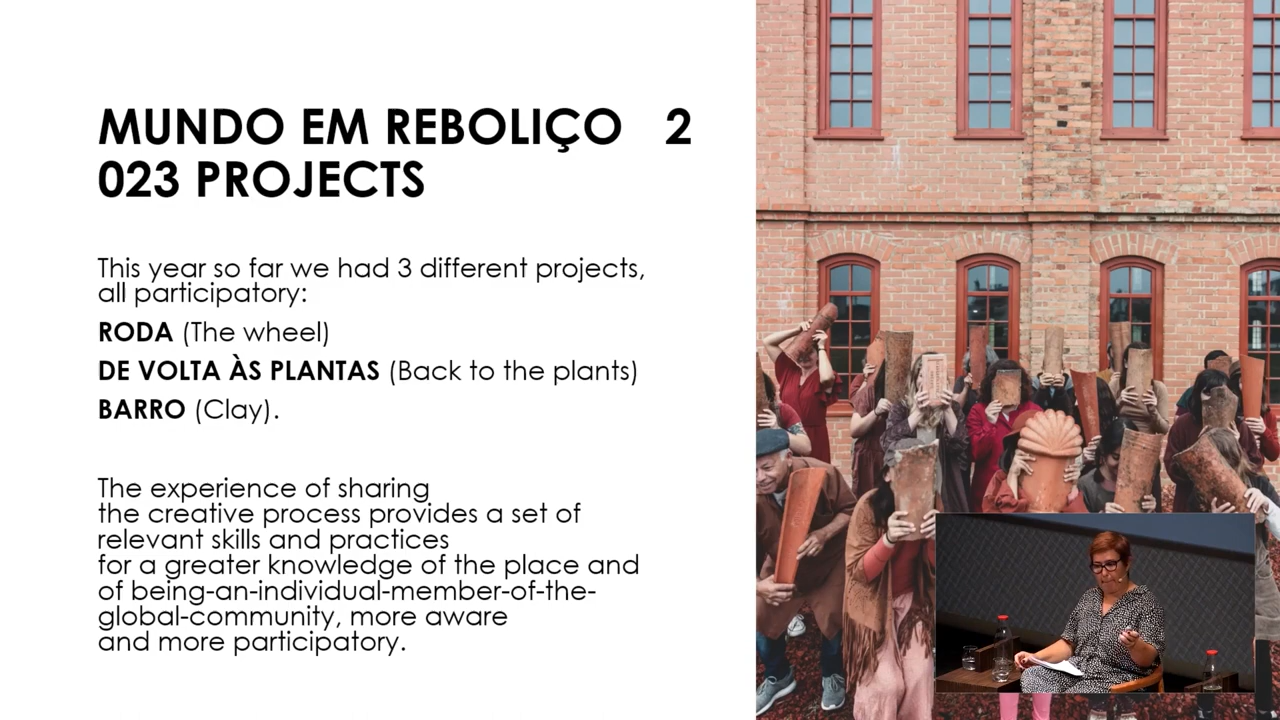 MUNDO EM REBOLIÇO 2
023 PROJECTS
This year so far we had 3 different projects,
all participatory:
RODA (The wheel)
DE VOLTA ÀS PLANTAS (Back to the plants)
BARRO (Clay).
The experience of sharing
the creative process provides a set of
relevant skills and practices
for a greater knowledge of the place and
of being-an-individual-member-of-the-
global-community, more aware
and more participatory.